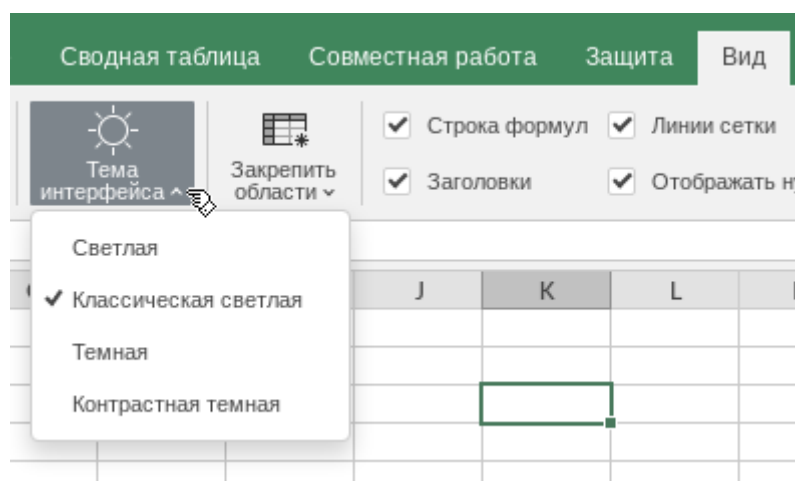 Сводная таблица Совместная работа Защита Вид
Тема интерфейса
Закрепить области
Строка формул
Линии сетки
Заголовки
Отображать
Светлая
Классическая светлая
Темная
Контрастная темная
J K L